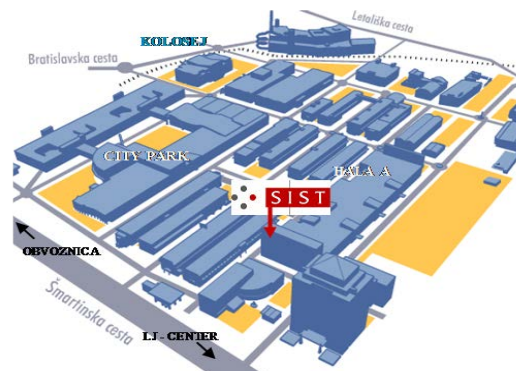 Letališka cesta
KOLOSEJ
Bratislavska cesta
CITY PARK
HALA A
SIST
OBVOZNICA
Šmartinska cesta
LJ - CENTER